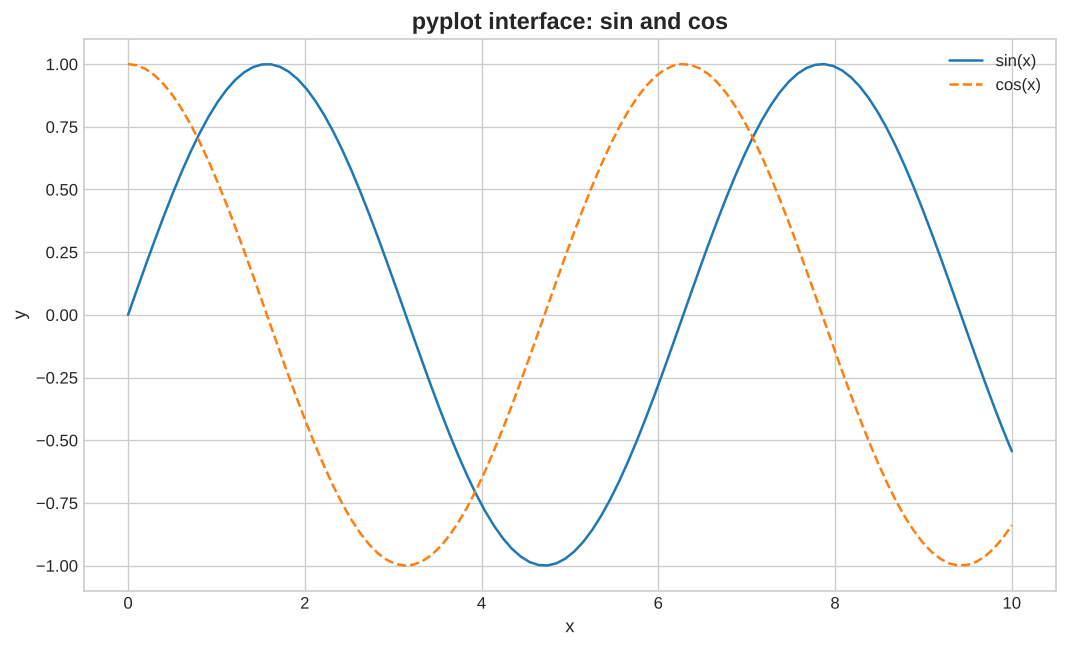 pyplot interface: sin and cos
sin(x)
cos(x)
1.00
0.75
0.50
0.25
0.00
−0.25
−0.50
−0.75
−1.00
y
0 2 4 6 8 10
x